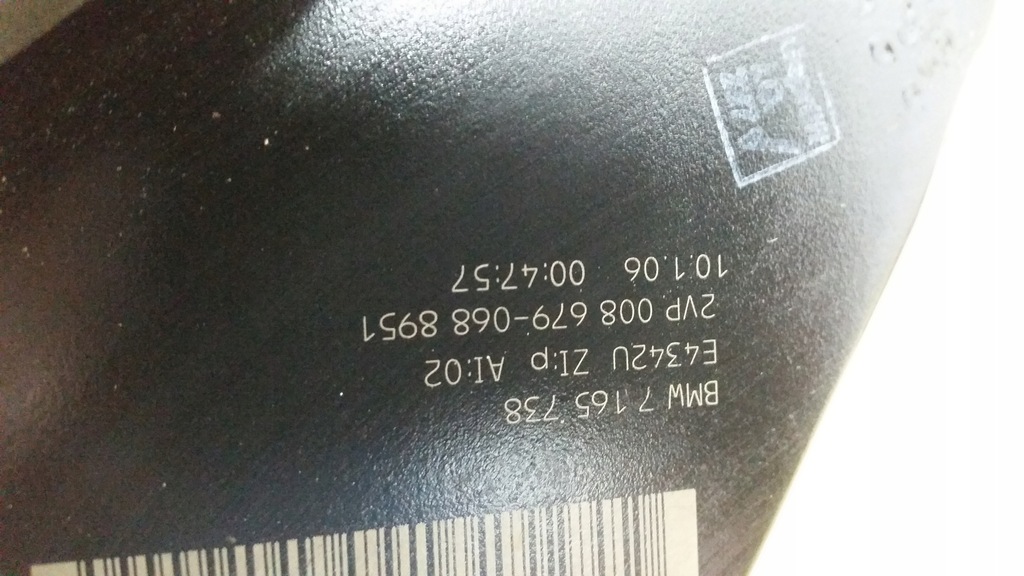 BMW 7 165 738
E4342U ZI:p AI:02
2VP 008 679-068 8951
10.1.06 00:47:57